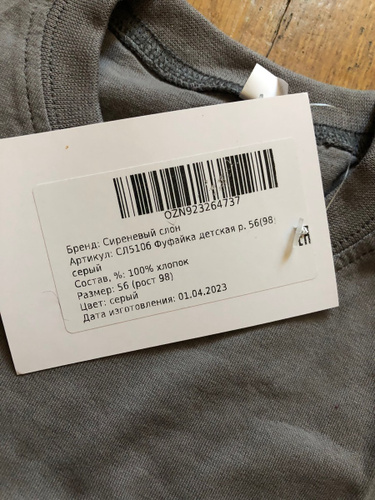 OZN923264737
Бренд: Сиреневый слон
Артикул: СЛ5106 Фуфайка детская р. 56(98)
серый
Состав, %: 100% хлопок
Размер: 56 (рост 98)
Цвет: серый
Дата изготовления: 01.04.2023